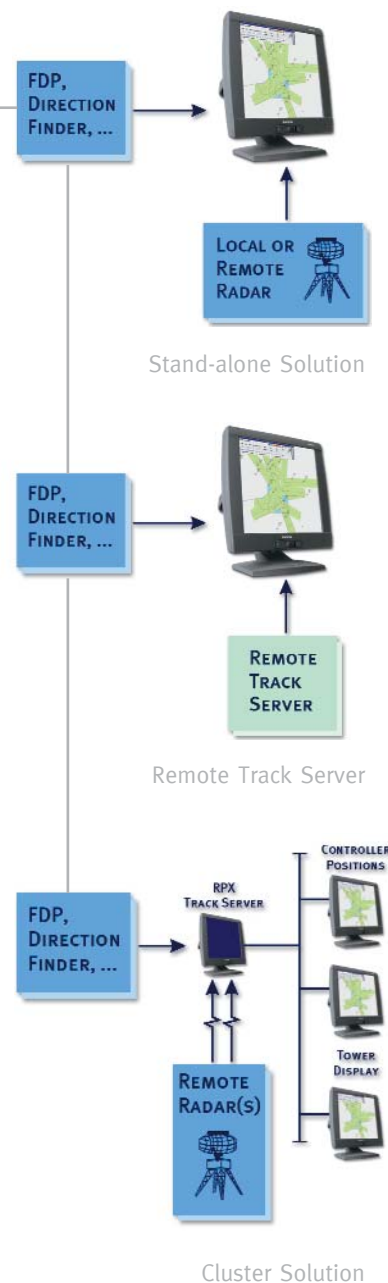 FDP,
DIRECTION
FINDER, ...
LOCAL OR
REMOTE
RADAR
Stand-alone Solution
FDP,
DIRECTION
FINDER, ...
REMOTE
TRACK
SERVER
Remote Track Server
CONTROLLER
POSITIONS
RPX
TRACK SERVER
FDP,
DIRECTION
FINDER, ...
TOWER
DISPLAY
REMOTE
RADAR(S)
Cluster Solution